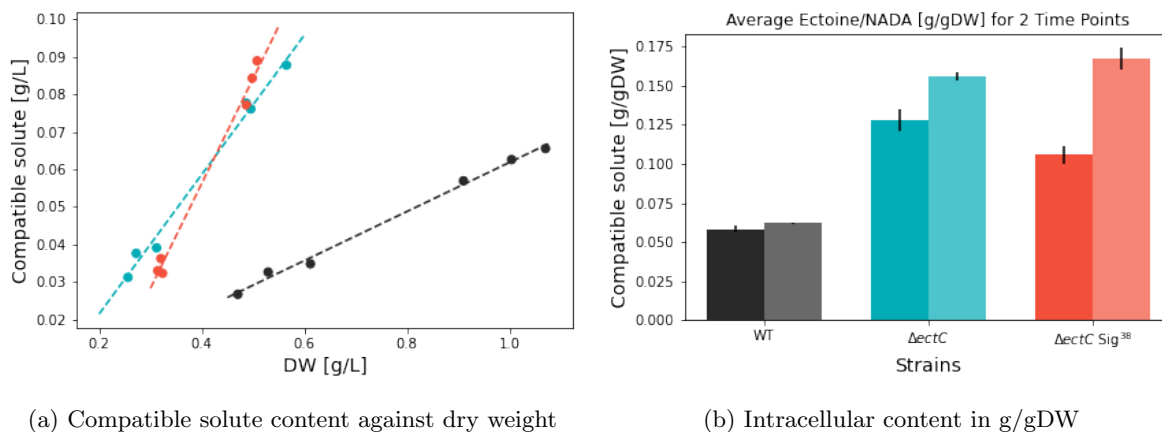 0.10
0.09
0.08
0.07
0.06
0.05
0.04
0.03
0.02
Compatible solute [g/L]
0.2 0.4 0.6 0.8 1.0
DW [g/L]
(a) Compatible solute content against dry weight
Average Ectoine/NADA [g/gDW] for 2 Time Points
0.175
0.150
0.125
0.100
0.075
0.050
0.025
0.000
Compatible solute [g/gDW]
WT ΔectC ΔectC Sig³⁸
Strains
(b) Intracellular content in g/gDW